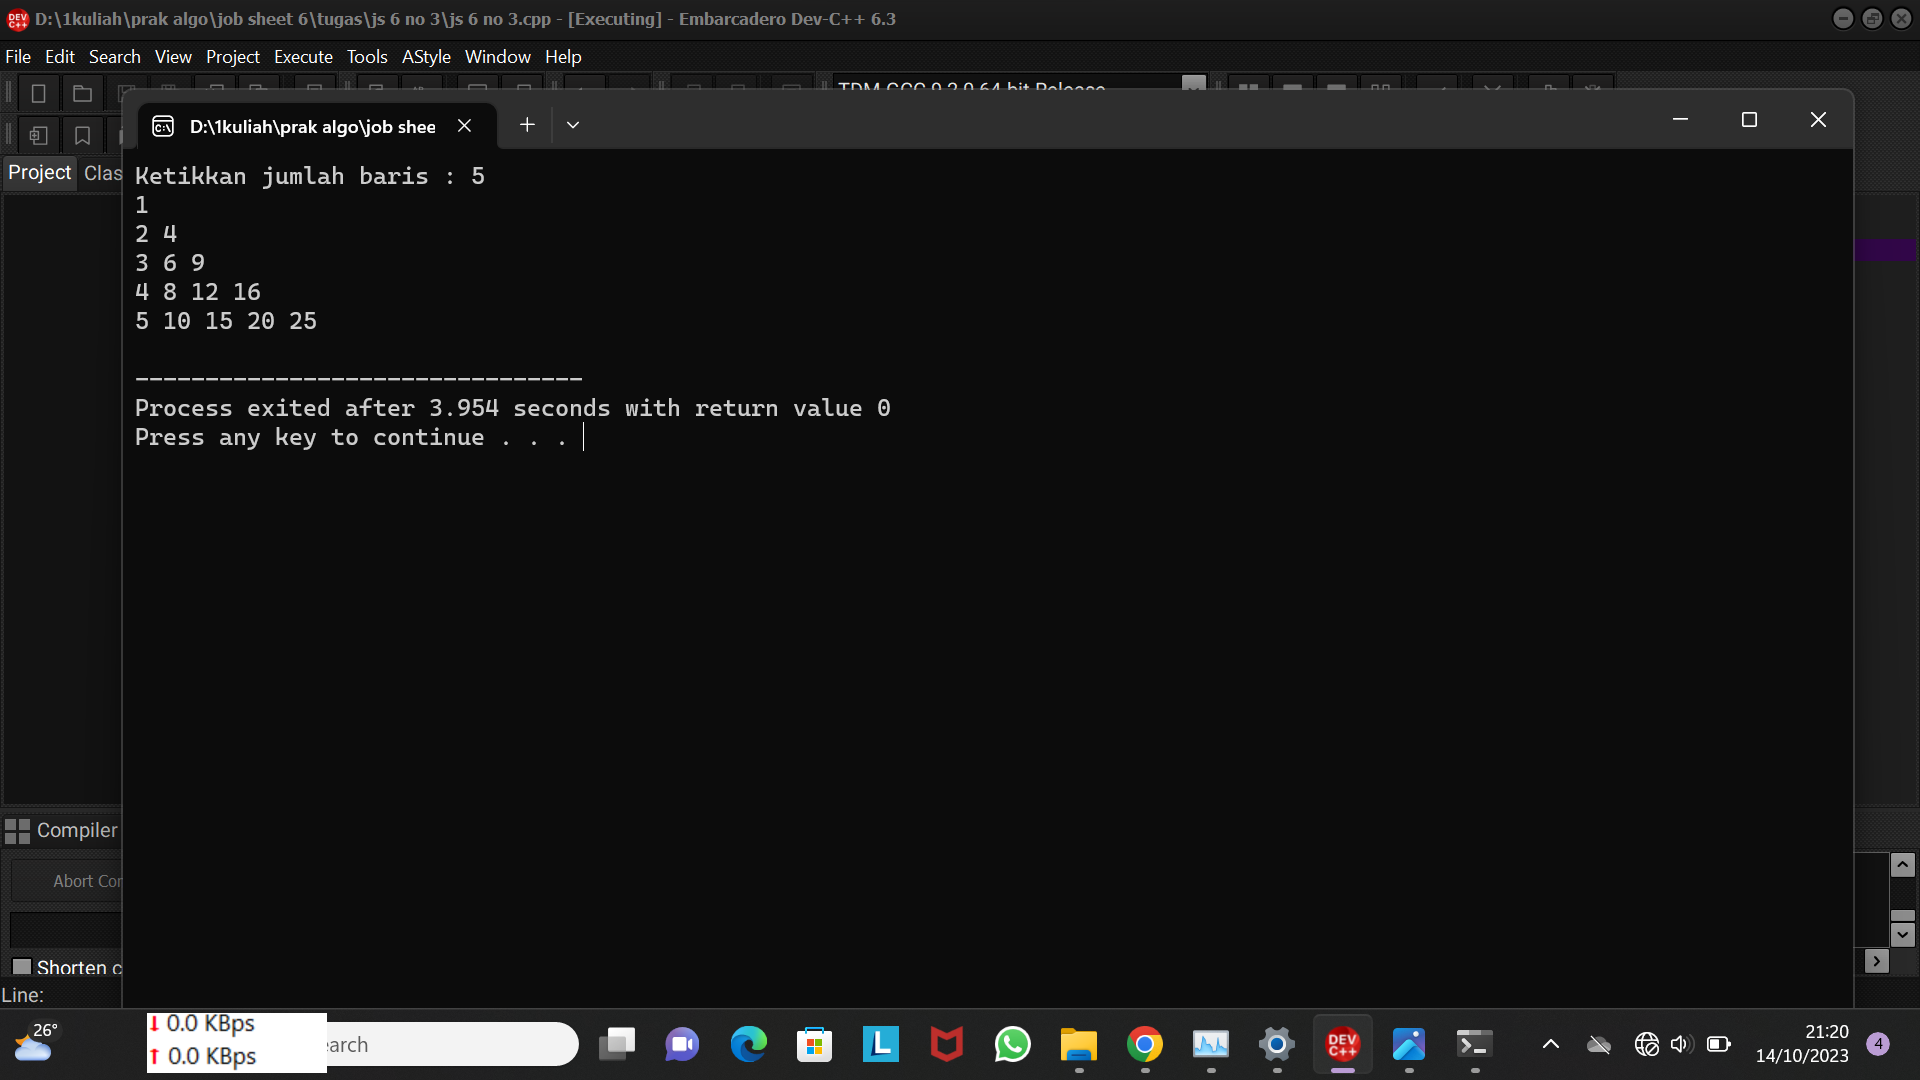 D:\1kuliah\prak algo\job sheet 6\tugas\js 6 no 3\js 6 no 3.cpp - [Executing] - Embarcadero Dev-C++ 6.3
File Edit Search View Project Execute Tools AStyle Window Help
TDM-GCC 9.2.0 64-bit Release
D:\1kuliah\prak algo\job shee
Project Clas
Ketikkan jumlah baris : 5
1
2 4
3 6 9
4 8 12 16
5 10 15 20 25
--------------------------------
Process exited after 3.954 seconds with return value 0
Press any key to continue . . .
Compiler
Abort Cor
Shorten c
Line:
26°
0.0 KBps
0.0 KBps
earch
DEV C++
21:20
14/10/2023
4